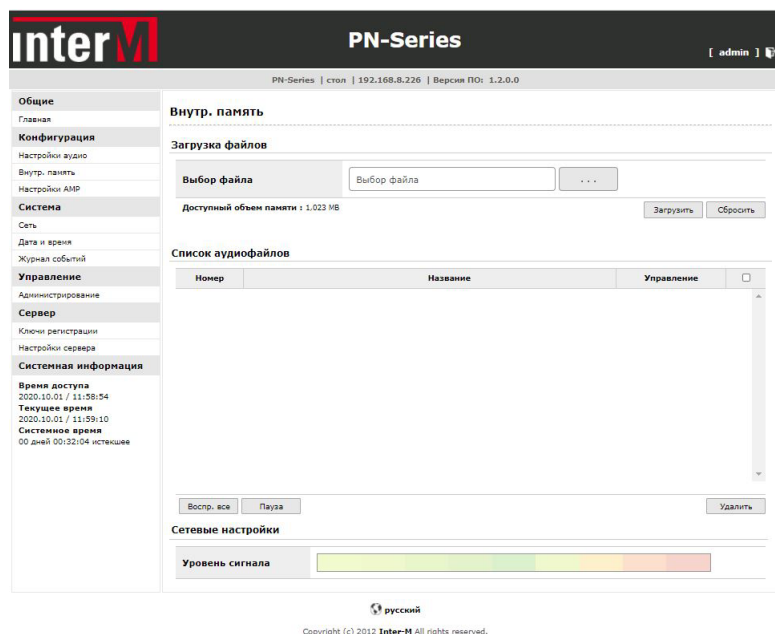 inter M
PN-Series
[ admin ]
PN-Series | стол | 192.168.8.226 | Версия ПО: 1.2.0.0
Общие
Главная
Конфигурация
Настройки аудио
Внутр. память
Настройки AMP
Система
Сеть
Дата и время
Журнал событий
Управление
Администрирование
Сервер
Ключи регистрации
Настройки сервера
Системная информация
Время доступа
2020.10.01 / 11:58:54
Текущее время
2020.10.01 / 11:59:10
Системное время
00 дней 00:32:04 истекшее
Внутр. память
Загрузка файлов
Выбор файла Выбор файла ...
Доступный объем памяти : 1,023 MB Загрузить Сбросить
Список аудиофайлов
Номер Название Управление
Воспр. все Пауза Удалить
Сетевые настройки
Уровень сигнала
русский
Copyright (c) 2012 Inter-M All rights reserved.